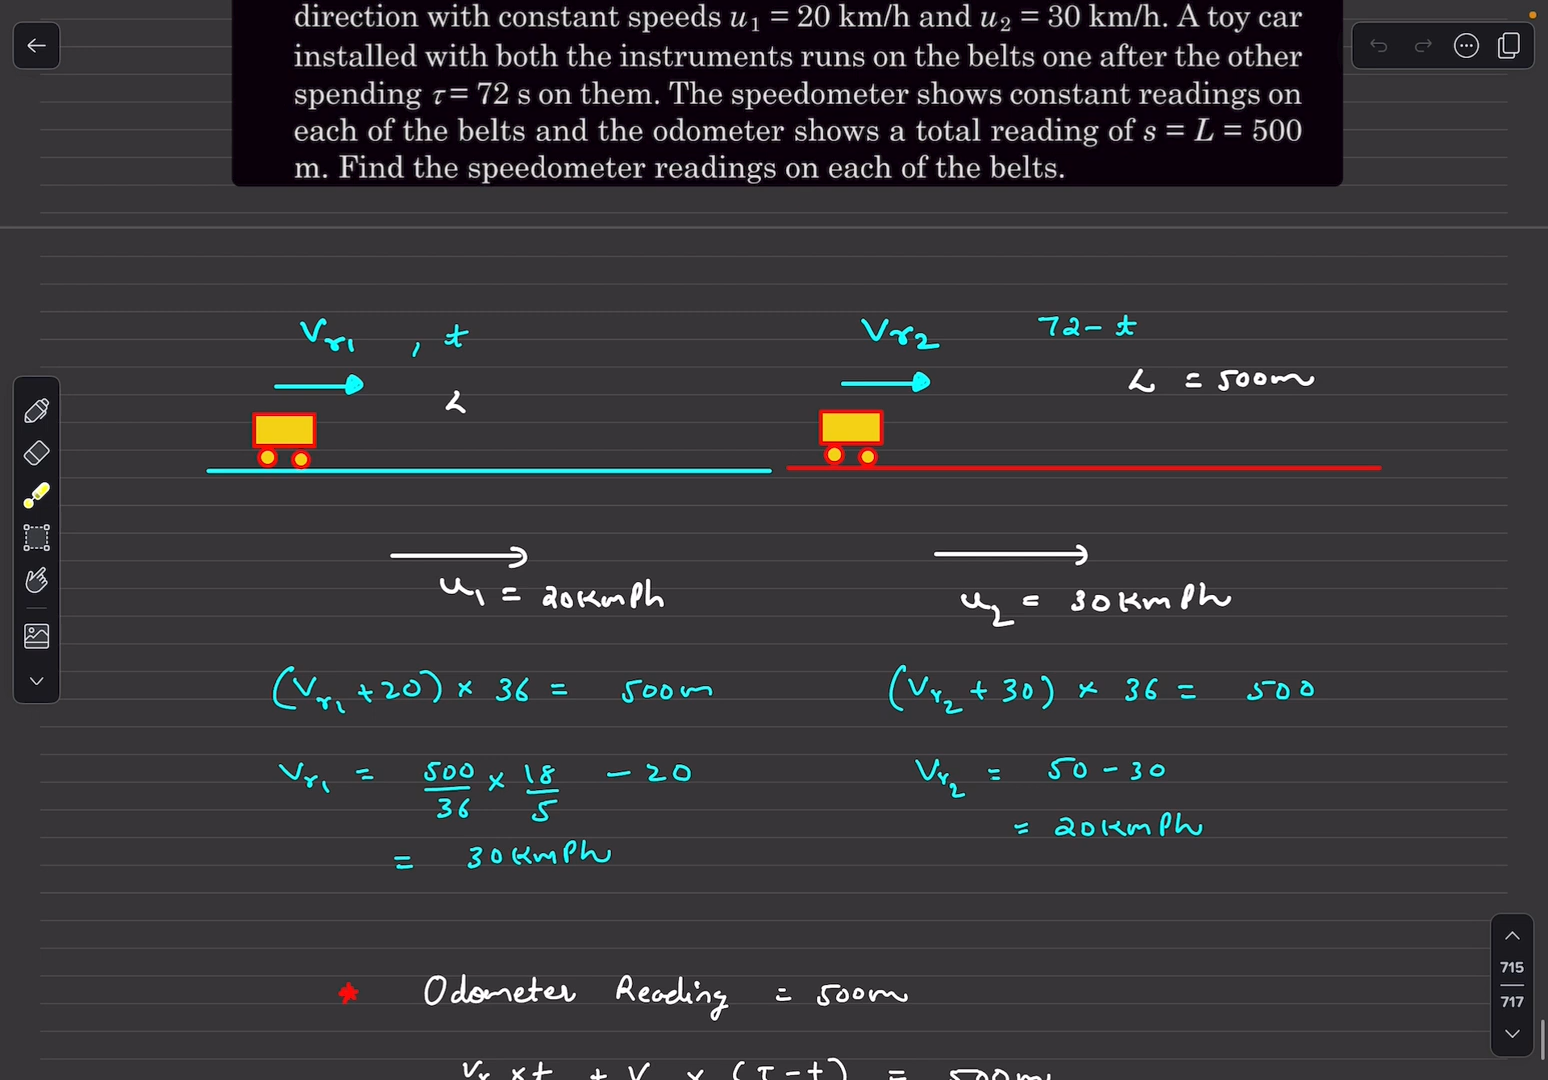 direction with constant speeds u₁ = 20 km/h and u₂ = 30 km/h. A toy car
installed with both the instruments runs on the belts one after the other
spending τ = 72 s on them. The speedometer shows constant readings on
each of the belts and the odometer shows a total reading of s = L = 500
m. Find the speedometer readings on each of the belts.
Vr₁ , t
L
Vr₂ 72 - t
L = 500m
u₁ = 20KmPh
u₂ = 30KmPh
(Vr₁ + 20) × 36 = 500m
(Vr₂ + 30) × 36 = 500
Vr₁ = 500/36 × 18/5 - 20
= 30KmPh
Vr₂ = 50 - 30
= 20KmPh
* Odometer Reading = 500m
× t + V × (τ - t) = 500m
715
717